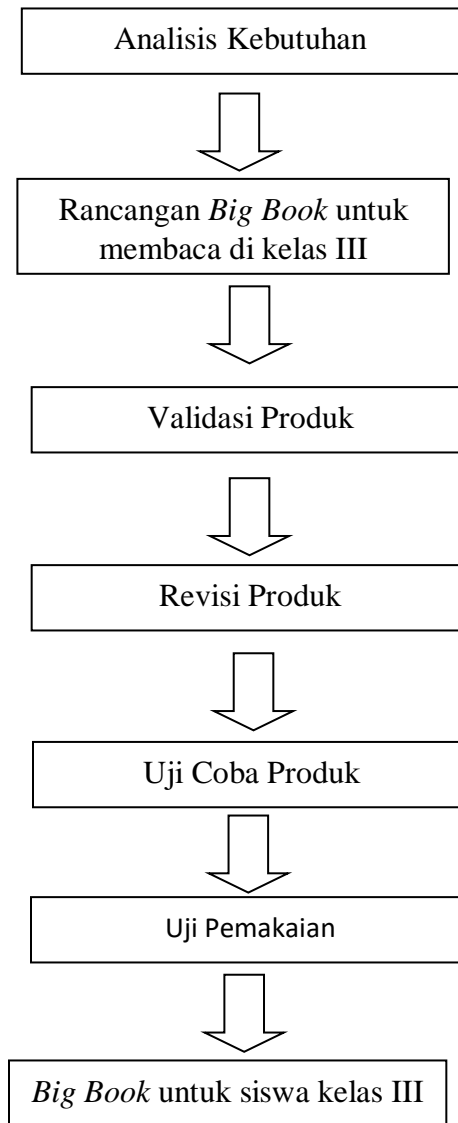 Analisis Kebutuhan
Rancangan Big Book untuk
membaca di kelas III
Validasi Produk
Revisi Produk
Uji Coba Produk
Uji Pemakaian
Big Book untuk siswa kelas III